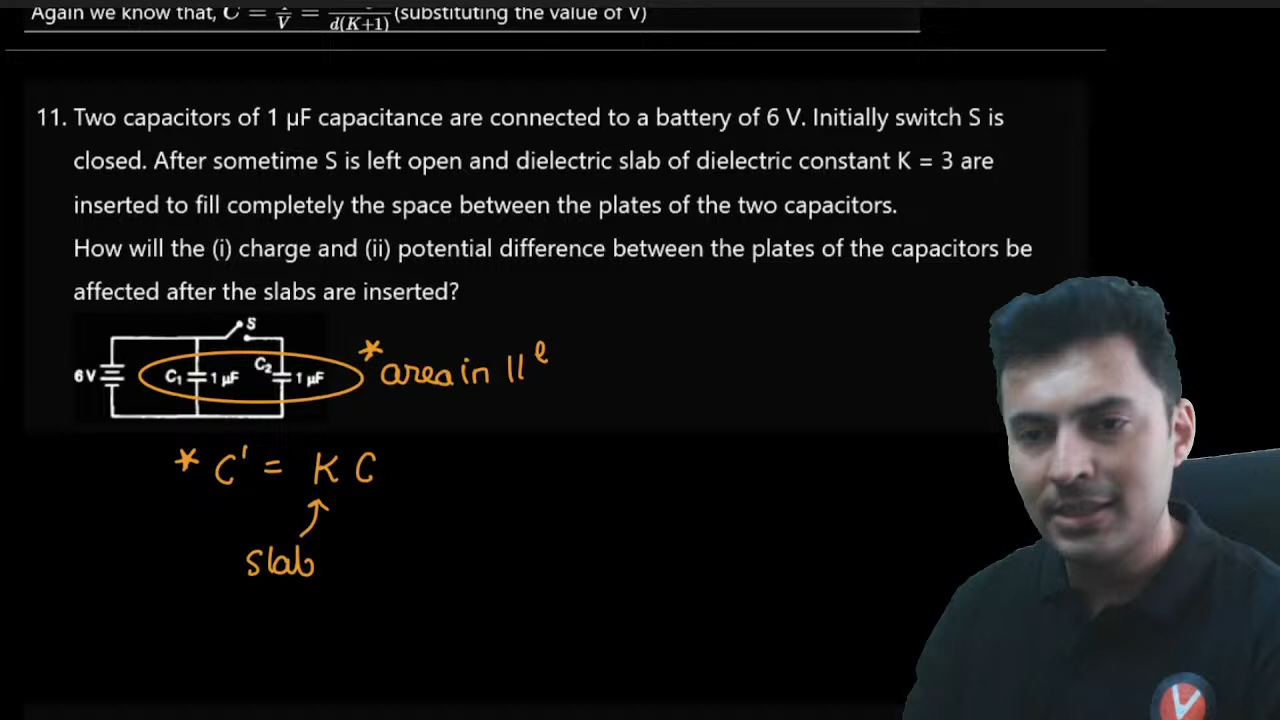 Again we know that, C = / V = / d(K+1) (substituting the value of V)
11. Two capacitors of 1 μF capacitance are connected to a battery of 6 V. Initially switch S is
closed. After sometime S is left open and dielectric slab of dielectric constant K = 3 are
inserted to fill completely the space between the plates of the two capacitors.
How will the (i) charge and (ii) potential difference between the plates of the capacitors be
affected after the slabs are inserted?
S
6V C₁ 1 μF C₂ 1 μF
* area in ||e
* C' = K C
slab